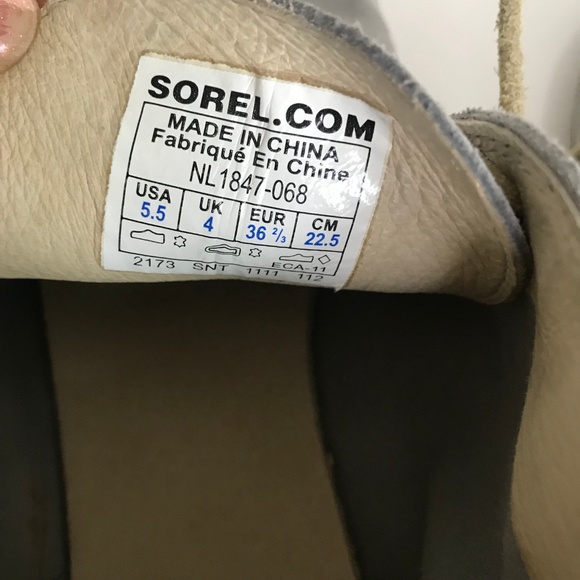 SOREL.COM
MADE IN CHINA
Fabriqué En Chine
NL1847-068
USA UK EUR CM
5.5 4 36 2/3 22.5
2173 SNT 1111 ECA-11 112